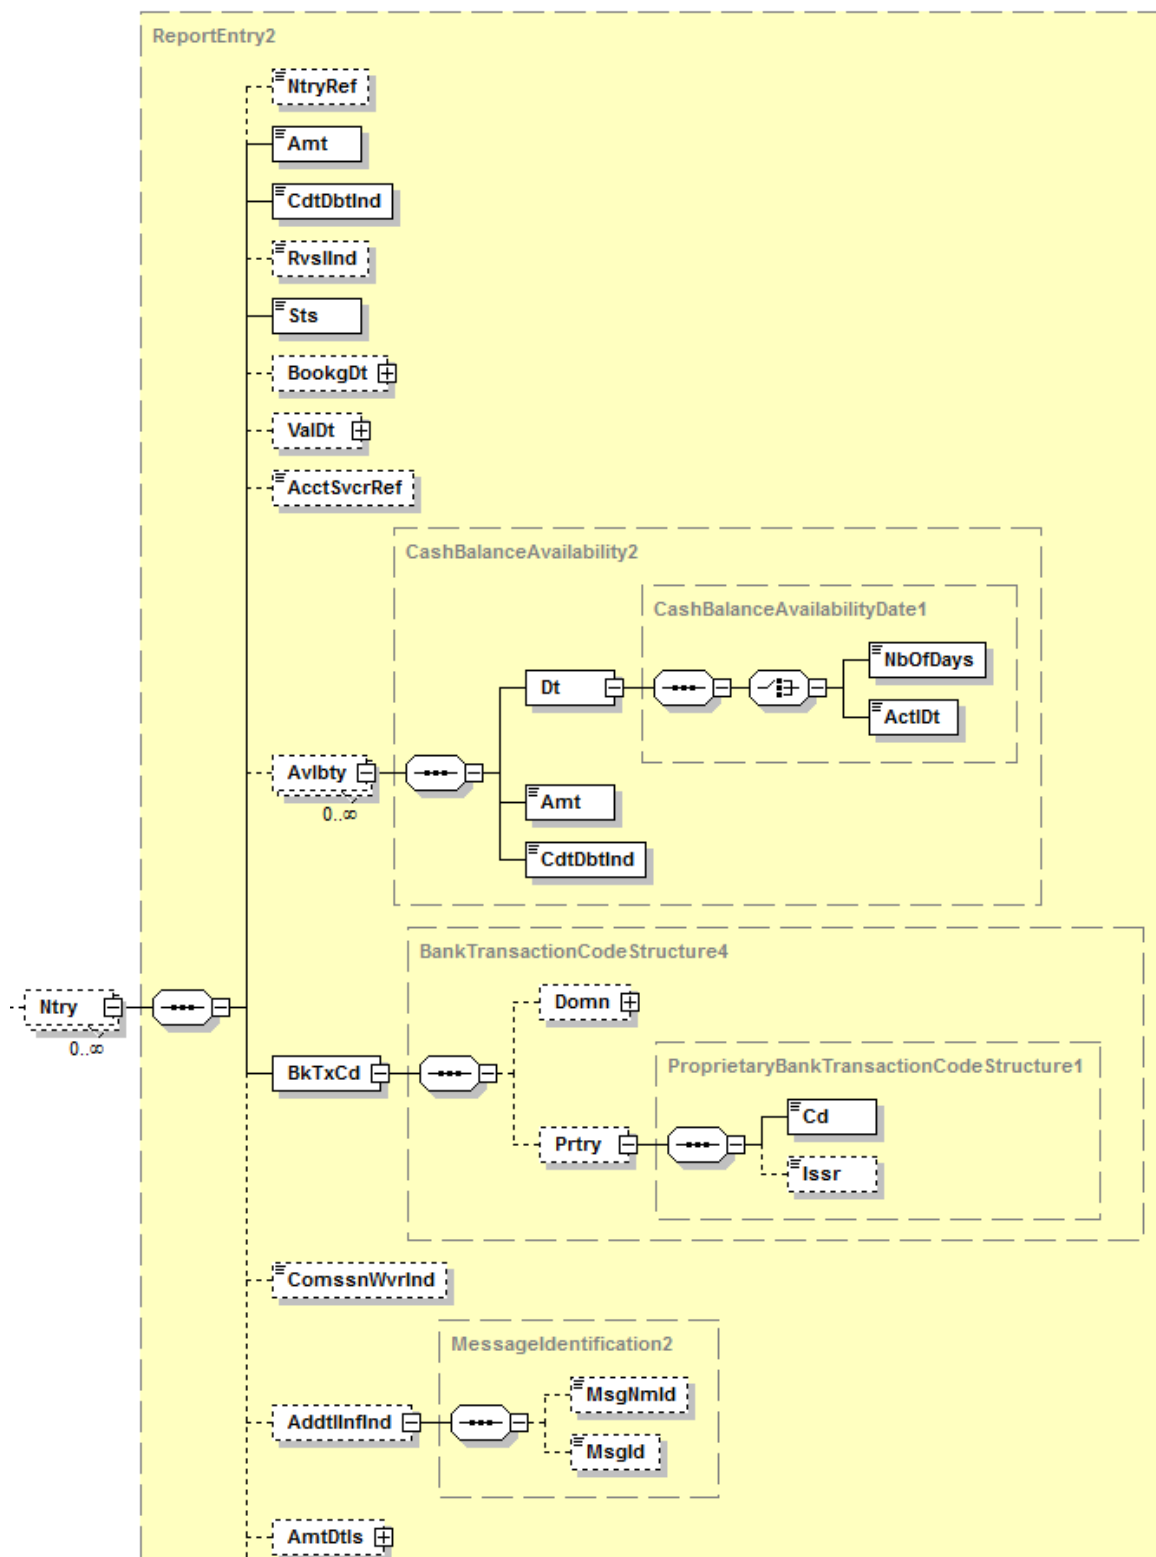 ReportEntry2
NtryRef
Amt
CdtDbtInd
RvslInd
Sts
BookgDt
ValDt
AcctSvcrRef
CashBalanceAvailability2
CashBalanceAvailabilityDate1
NbOfDays
Dt
ActlDt
Avlbty
0..∞
Amt
CdtDbtInd
BankTransactionCodeStructure4
Ntry
0..∞
Domn
BkTxCd
ProprietaryBankTransactionCodeStructure1
Cd
Prtry
Issr
ComssnWvrInd
MessageIdentification2
MsgNmId
AddtlInfInd
MsgId
AmtDtls